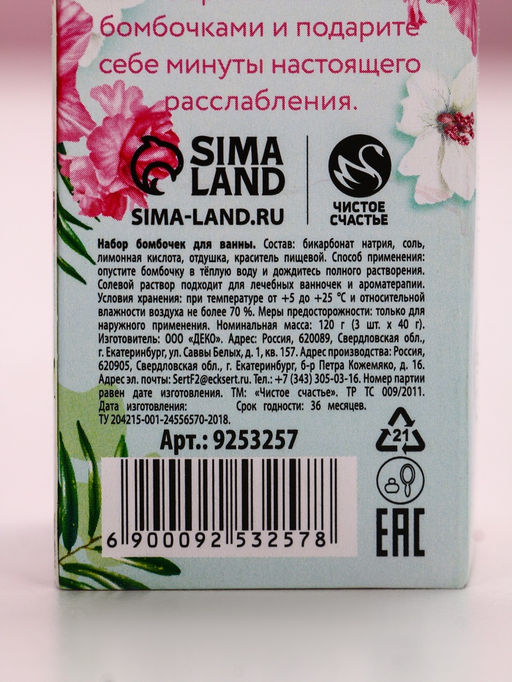 бомбочками и подарите
себе минуты настоящего
расслабления.
SIMA
LAND
SIMA-LAND.RU
ЧИСТОЕ
СЧАСТЬЕ
Набор бомбочек для ванны. Состав: бикарбонат натрия, соль,
лимонная кислота, отдушка, краситель пищевой. Способ применения:
опустите бомбочку в тёплую воду и дождитесь полного растворения.
Солевой раствор подходит для лечебных ванночек и ароматерапии.
Условия хранения: при температуре от +5 до +25 °С и относительной
влажности воздуха не более 70 %. Меры предосторожности: только для
наружного применения. Номинальная масса: 120 г (3 шт. х 40 г).
Изготовитель: ООО «ДЕКО». Адрес: Россия, 620089, Свердловская обл.,
г. Екатеринбург, ул. Саввы Белых, д. 1, кв. 157. Адрес производства: Россия,
620905, Свердловская обл., г. Екатеринбург, б-р Петра Кожемяко, д. 16.
Адрес эл. почты: SertF2@ecksert.ru. Тел.: +7 (343) 305-03-16. Номер партии
равен дате изготовления. ТМ: «Чистое счастье». ТР ТС 009/2011.
Дата изготовления: Срок годности: 36 месяцев.
ТУ 204215-001-24556570-2018.
Арт.: 9253257
21
6 900092 532578
ЕАС